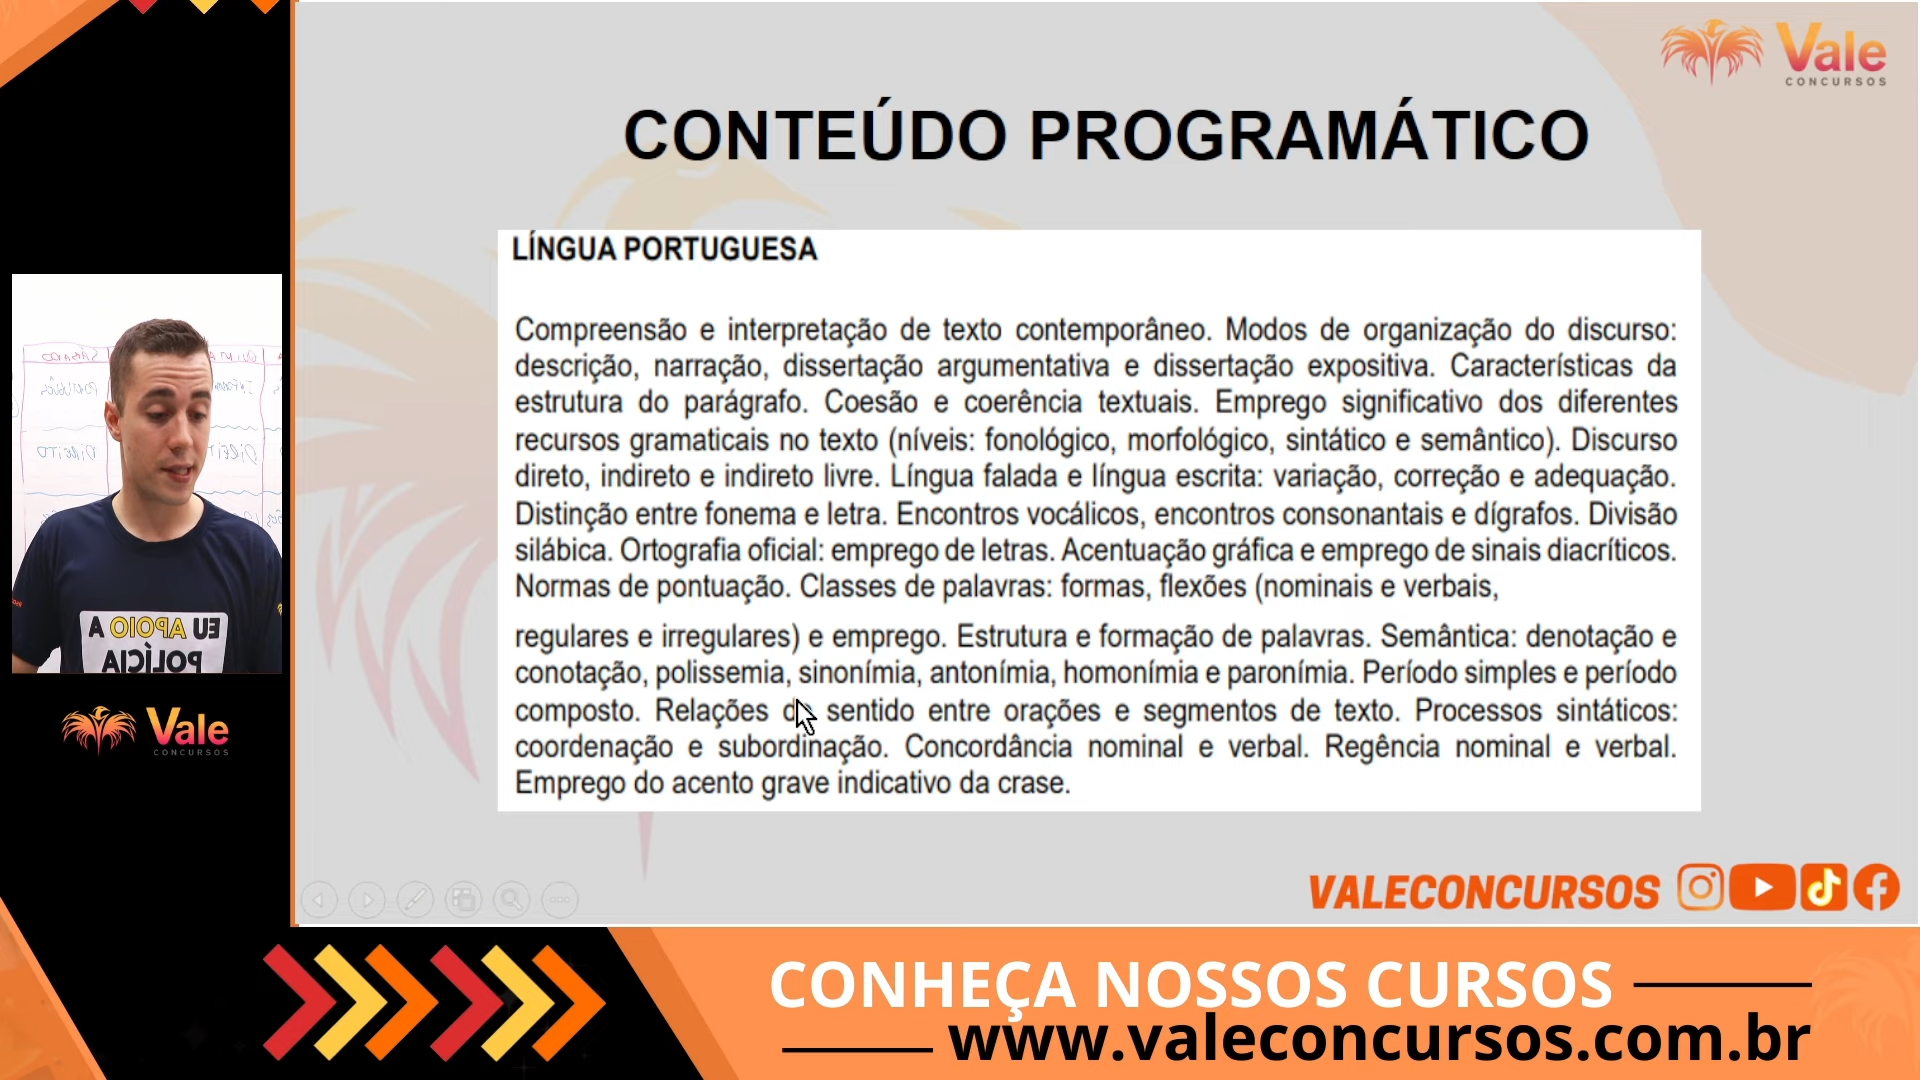 Vale
CONCURSOS
CONTEÚDO PROGRAMÁTICO
LÍNGUA PORTUGUESA
Compreensão e interpretação de texto contemporâneo. Modos de organização do discurso:
descrição, narração, dissertação argumentativa e dissertação expositiva. Características da
estrutura do parágrafo. Coesão e coerência textuais. Emprego significativo dos diferentes
recursos gramaticais no texto (níveis: fonológico, morfológico, sintático e semântico). Discurso
direto, indireto e indireto livre. Língua falada e língua escrita: variação, correção e adequação.
Distinção entre fonema e letra. Encontros vocálicos, encontros consonantais e dígrafos. Divisão
silábica. Ortografia oficial: emprego de letras. Acentuação gráfica e emprego de sinais diacríticos.
Normas de pontuação. Classes de palavras: formas, flexões (nominais e verbais,
regulares e irregulares) e emprego. Estrutura e formação de palavras. Semântica: denotação e
conotação, polissemia, sinonímia, antonímia, homonímia e paronímia. Período simples e período
composto. Relações de sentido entre orações e segmentos de texto. Processos sintáticos:
coordenação e subordinação. Concordância nominal e verbal. Regência nominal e verbal.
Emprego do acento grave indicativo da crase.
SÁBADO
PORTUGUÊS
DIREITO
DIREIT
EU APOIO A
POLÍCIA
Vale
CONCURSOS
VALECONCURSOS
CONHEÇA NOSSOS CURSOS
www.valeconcursos.com.br